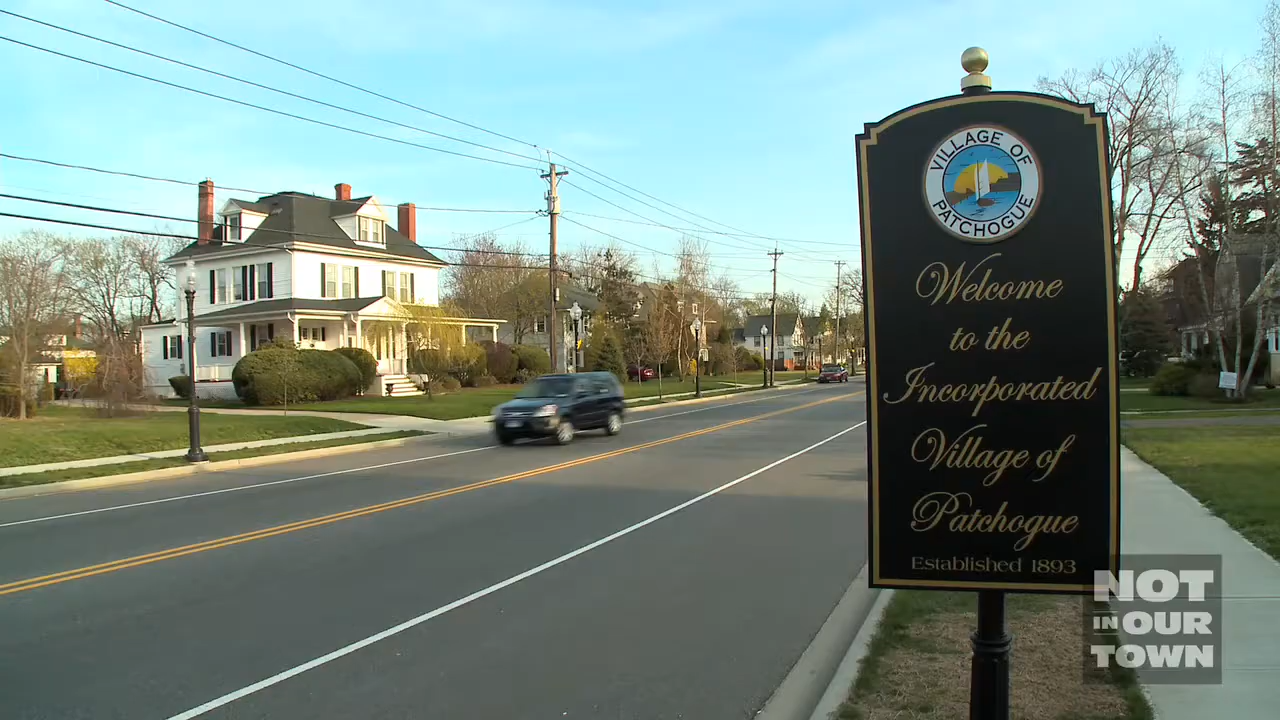 VILLAGE OF
PATCHOGUE
Welcome
to the
Incorporated
Village of
Patchogue
Established 1893
NOT
IN OUR
TOWN